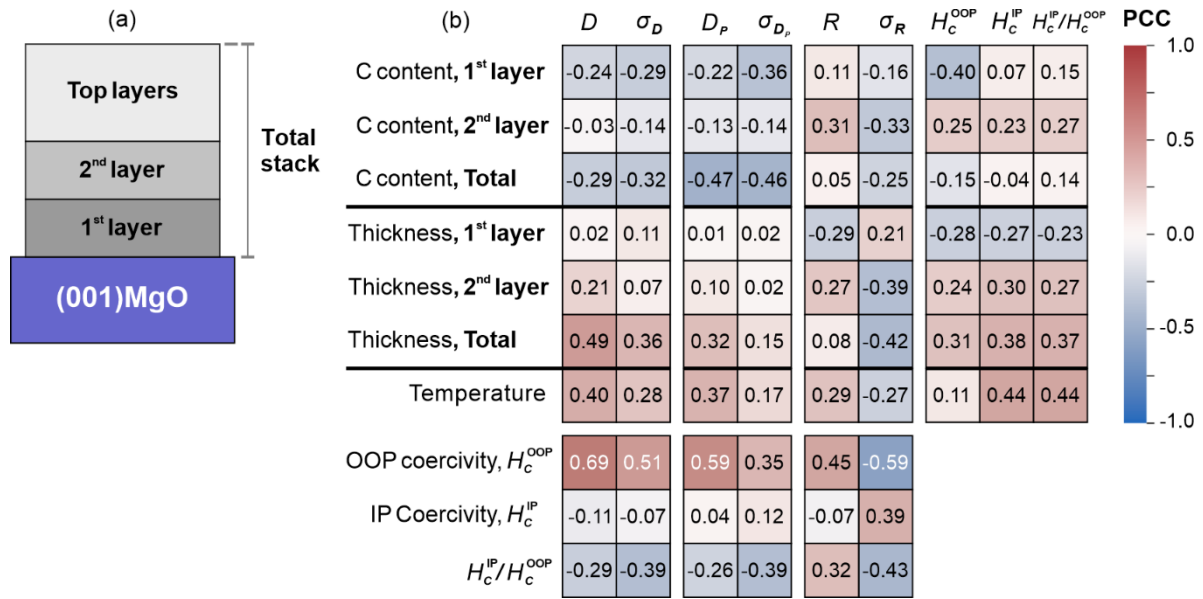 (a)
Top layers
2nd layer
1st layer
(001)MgO
Total
stack
(b)
D σD DP σDP R σR HcOOP HcIP HcIP/HcOOP
C content, 1st layer -0.24 -0.29 -0.22 -0.36 0.11 -0.16 -0.40 0.07 0.15
C content, 2nd layer -0.03 -0.14 -0.13 -0.14 0.31 -0.33 0.25 0.23 0.27
C content, Total -0.29 -0.32 -0.47 -0.46 0.05 -0.25 -0.15 -0.04 0.14
Thickness, 1st layer 0.02 0.11 0.01 0.02 -0.29 0.21 -0.28 -0.27 -0.23
Thickness, 2nd layer 0.21 0.07 0.10 0.02 0.27 -0.39 0.24 0.30 0.27
Thickness, Total 0.49 0.36 0.32 0.15 0.08 -0.42 0.31 0.38 0.37
Temperature 0.40 0.28 0.37 0.17 0.29 -0.27 0.11 0.44 0.44
OOP coercivity, HcOOP 0.69 0.51 0.59 0.35 0.45 -0.59
IP Coercivity, HcIP -0.11 -0.07 0.04 0.12 -0.07 0.39
HcIP/HcOOP -0.29 -0.39 -0.26 -0.39 0.32 -0.43
PCC
1.0
0.5
0.0
-0.5
-1.0